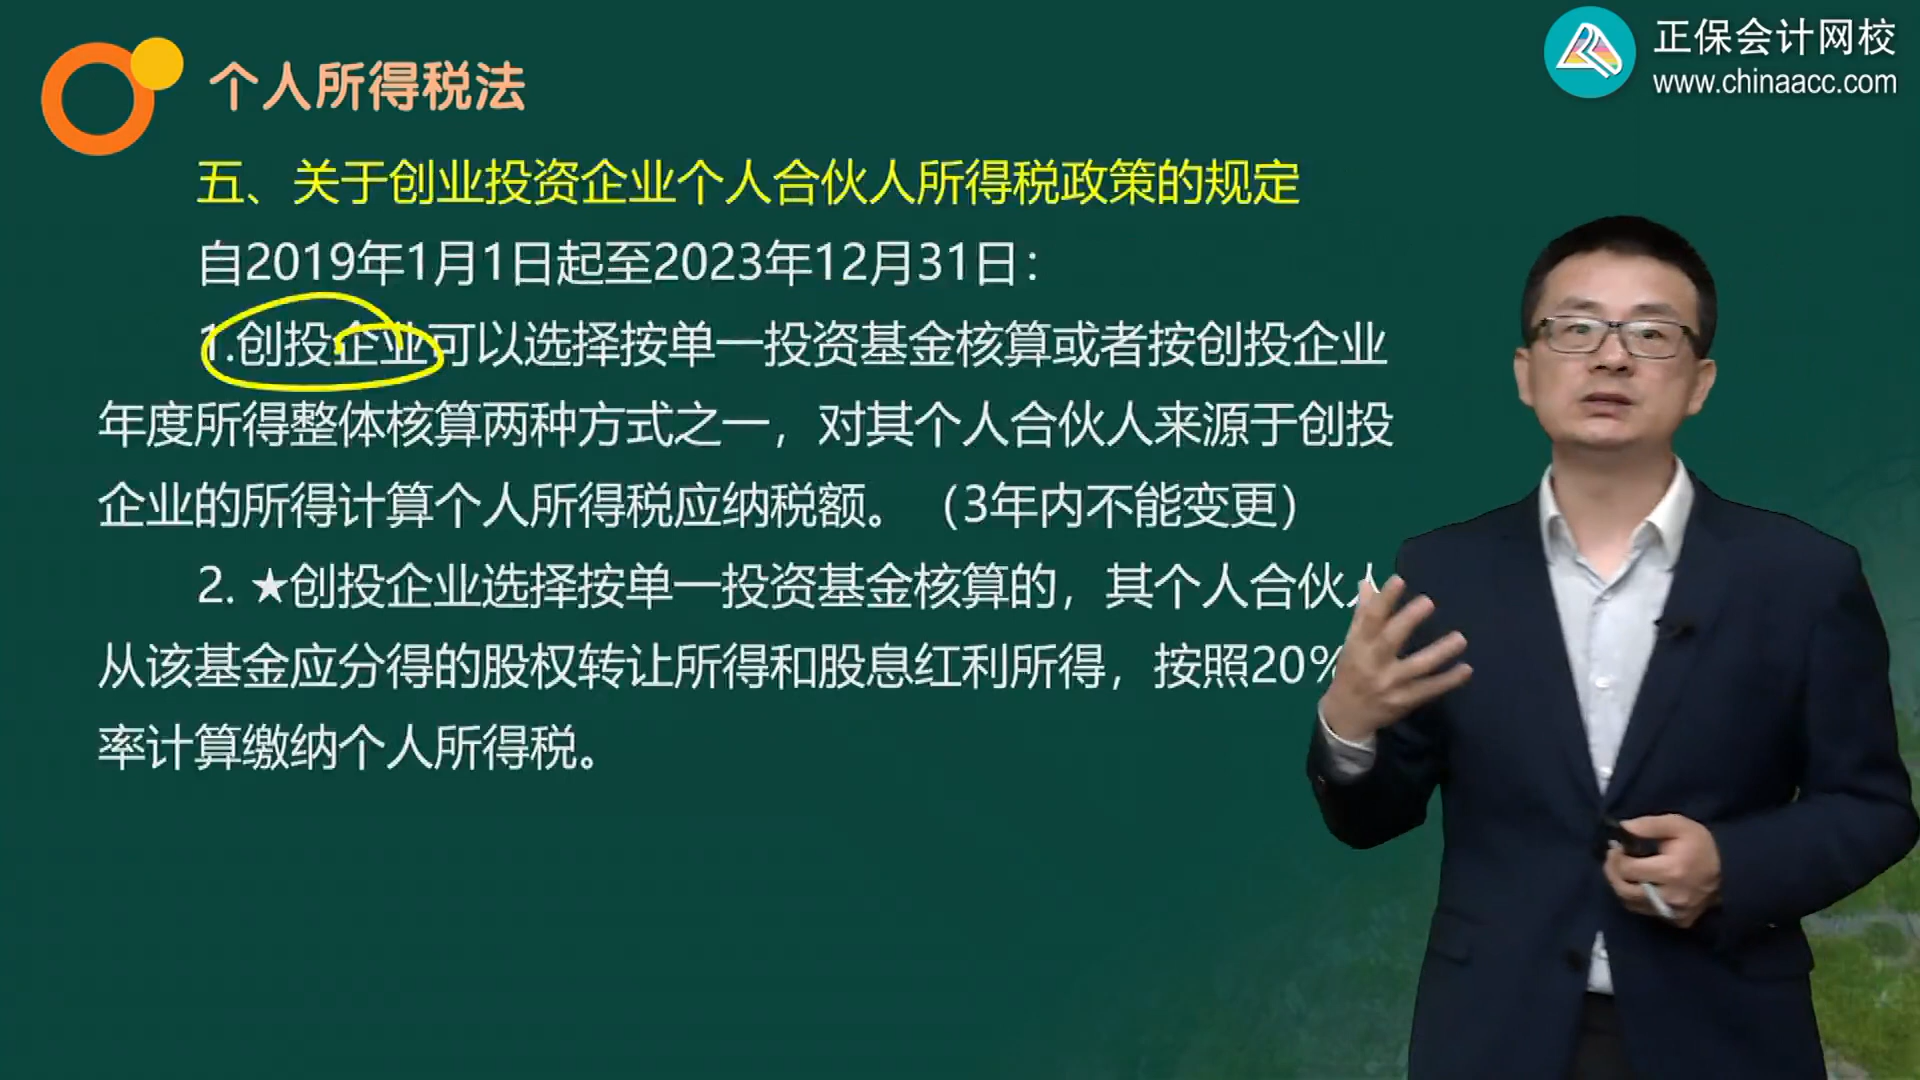 正保会计网校
www.chinaacc.com
个人所得税法
五、关于创业投资企业个人合伙人所得税政策的规定
自2019年1月1日起至2023年12月31日：
1.创投企业可以选择按单一投资基金核算或者按创投企业
年度所得整体核算两种方式之一，对其个人合伙人来源于创投
企业的所得计算个人所得税应纳税额。（3年内不能变更）
2. ★创投企业选择按单一投资基金核算的，其个人合伙人
从该基金应分得的股权转让所得和股息红利所得，按照20%
率计算缴纳个人所得税。